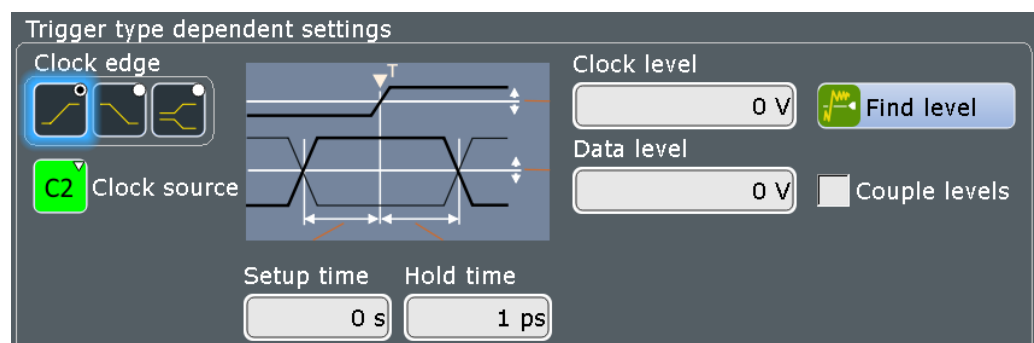 Trigger type dependent settings
Clock edge
T
Clock level
0 V
Find level
Data level
C2 Clock source
0 V
Couple levels
Setup time
Hold time
0 s
1 ps